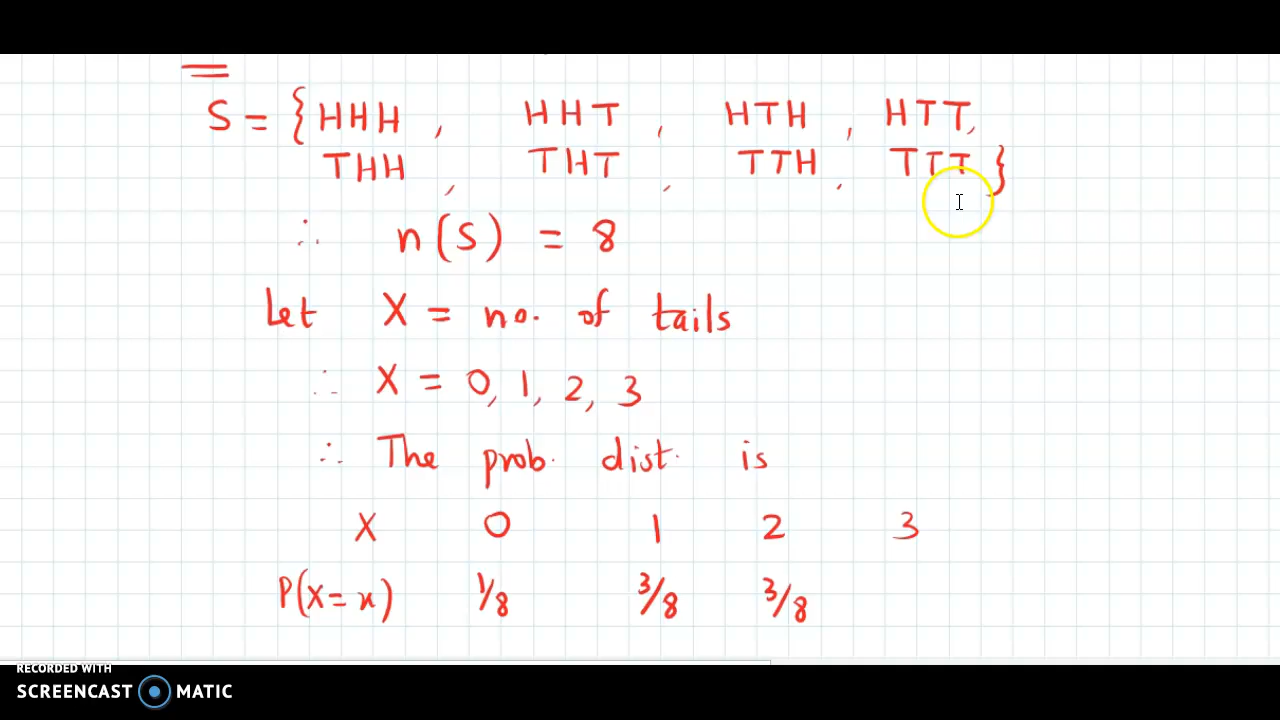 S = { HHH , HHT , HTH , HTT,
THH , THT , TTH , TTT }
∴ n(S) = 8
Let X = no. of tails
∴ X = 0, 1, 2, 3
∴ The prob. dist. is
X 0 1 2 3
P(X=x) 1/8 3/8 3/8
RECORDED WITH
SCREENCAST MATIC